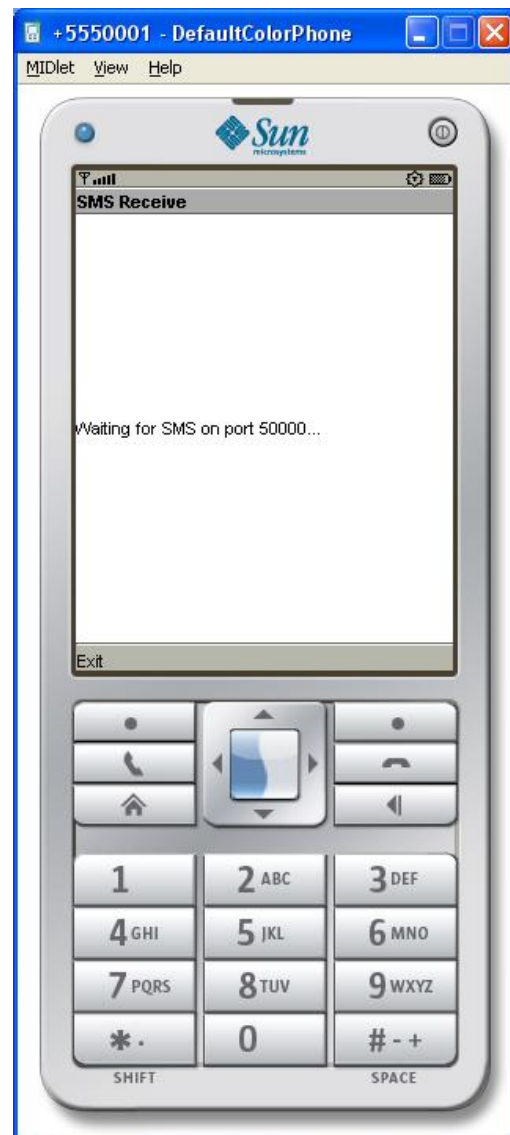 +5550001 - DefaultColorPhone
MIDlet View Help
Sun
microsystems
SMS Receive
Waiting for SMS on port 50000...
Exit
1 2 ABC 3 DEF
4 GHI 5 JKL 6 MNO
7 PQRS 8 TUV 9 WXYZ
* . 0 # - +
SHIFT SPACE